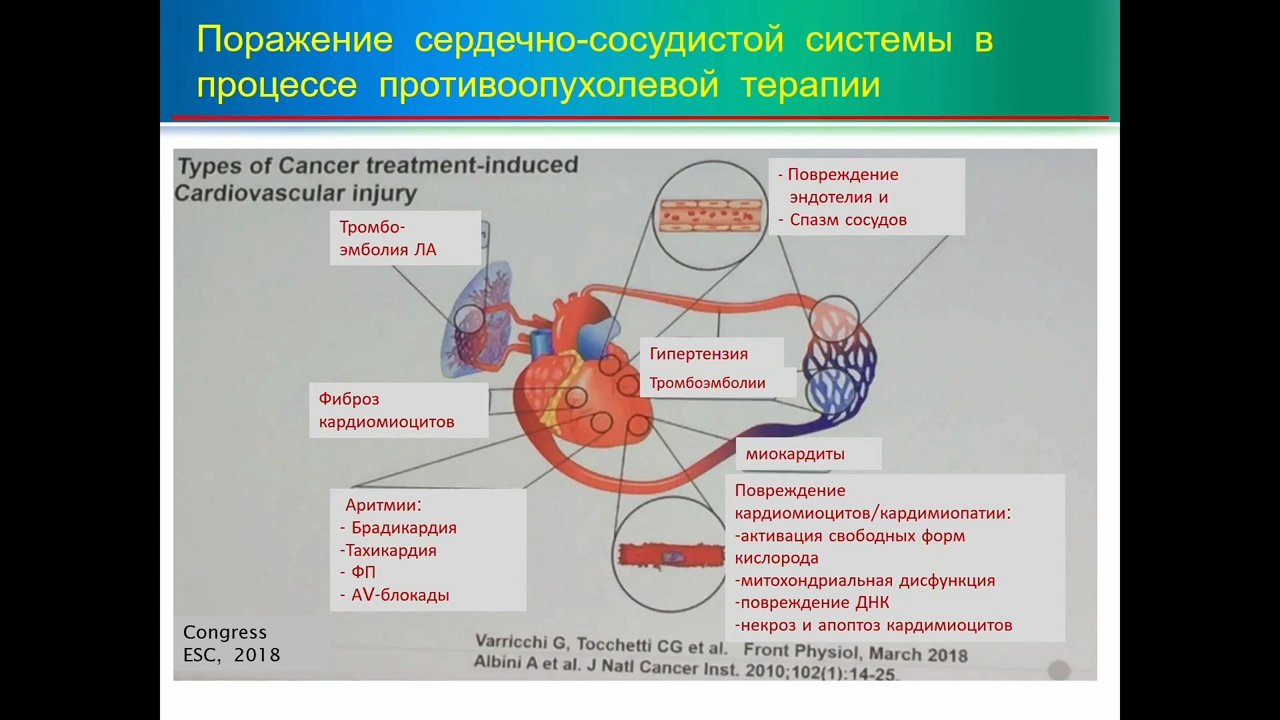 Поражение сердечно-сосудистой системы в
процессе противоопухолевой терапии
Types of Cancer treatment-induced
Cardiovascular injury
Тромбо-
эмболия ЛА
- Повреждение
эндотелия и
- Спазм сосудов
Гипертензия
Тромбоэмболии
Фиброз
кардиомиоцитов
миокардиты
Аритмии:
- Брадикардия
-Тахикардия
- ФП
- AV-блокады
Повреждение
кардиомиоцитов/кардимиопатии:
-активация свободных форм
кислорода
-митохондриальная дисфункция
-повреждение ДНК
-некроз и апоптоз кардимиоцитов
Congress
ESC, 2018
Varricchi G, Tocchetti CG et al. Front Physiol, March 2018
Albini A et al. J Natl Cancer Inst. 2010;102(1):14-25.